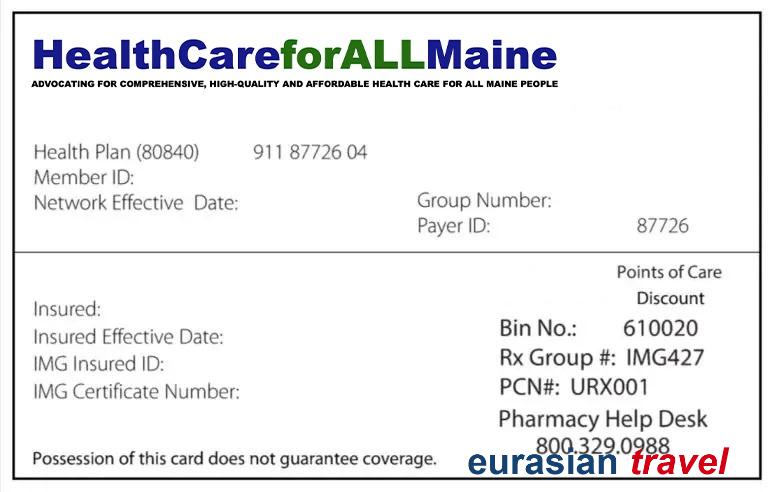 HealthCareforALLMaine
ADVOCATING FOR COMPREHENSIVE, HIGH-QUALITY AND AFFORDABLE HEALTH CARE FOR ALL MAINE PEOPLE
Health Plan (80840) 911 87726 04
Member ID:
Network Effective Date:
Group Number:
Payer ID: 87726
Points of Care
Discount
Insured:
Insured Effective Date:
IMG Insured ID:
IMG Certificate Number:
Bin No.: 610020
Rx Group #: IMG427
PCN#: URX001
Pharmacy Help Desk
800.329.0988
Possession of this card does not guarantee coverage.
eurasian travel